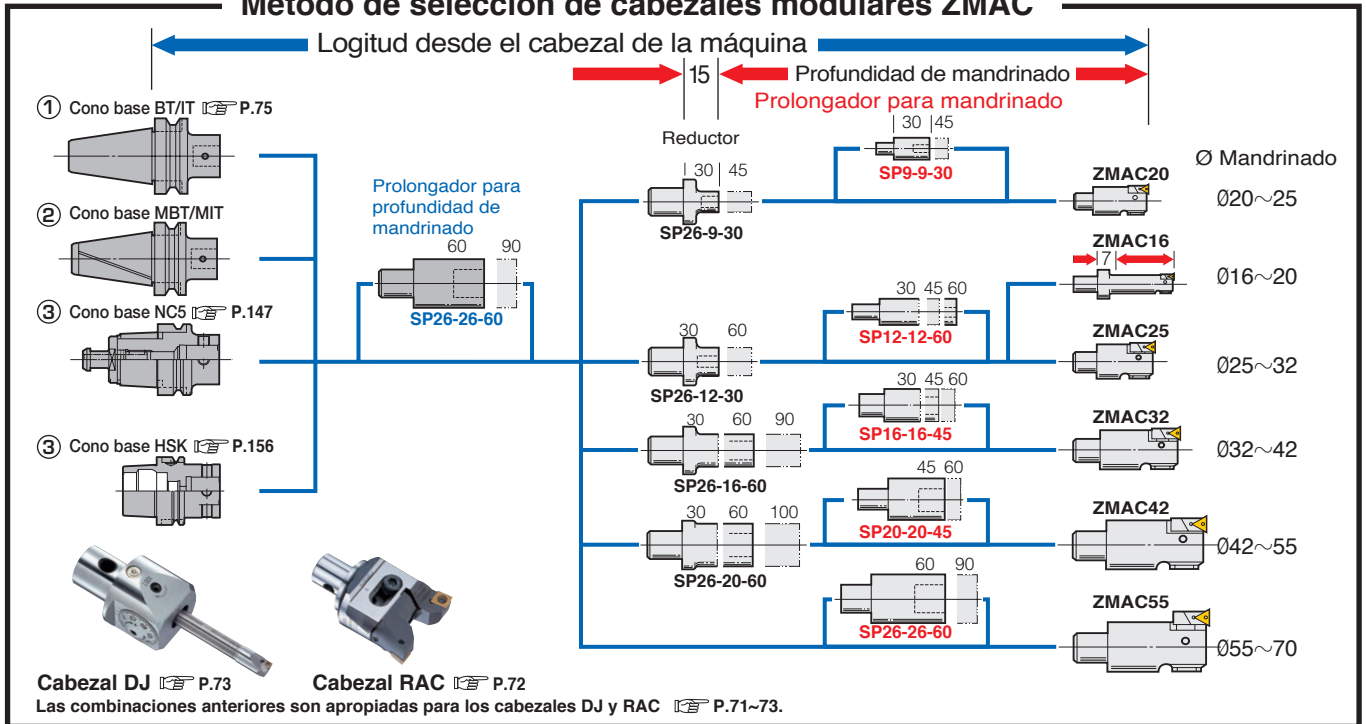 Método de selección de cabezales modulares ZMAC
Logitud desde el cabezal de la máquina
15
Profundidad de mandrinado
Prolongador para mandrinado
① Cono base BT/IT P.75
② Cono base MBT/MIT
③ Cono base NC5 P.147
③ Cono base HSK P.156
Prolongador para
profundidad de
mandrinado
60 90
SP26-26-60
Reductor
30 45
SP26-9-30
30 60
SP26-12-30
30 60 90
SP26-16-60
30 60 100
SP26-20-60
30 45
SP9-9-30
30 45 60
SP12-12-60
30 45 60
SP16-16-45
45 60
SP20-20-45
60 90
SP26-26-60
Ø Mandrinado
ZMAC20
Ø20~25
ZMAC16
7
Ø16~20
ZMAC25
Ø25~32
ZMAC32
Ø32~42
ZMAC42
Ø42~55
ZMAC55
Ø55~70
Cabezal DJ P.73
Cabezal RAC P.72
Las combinaciones anteriores son apropiadas para los cabezales DJ y RAC P.71~73.